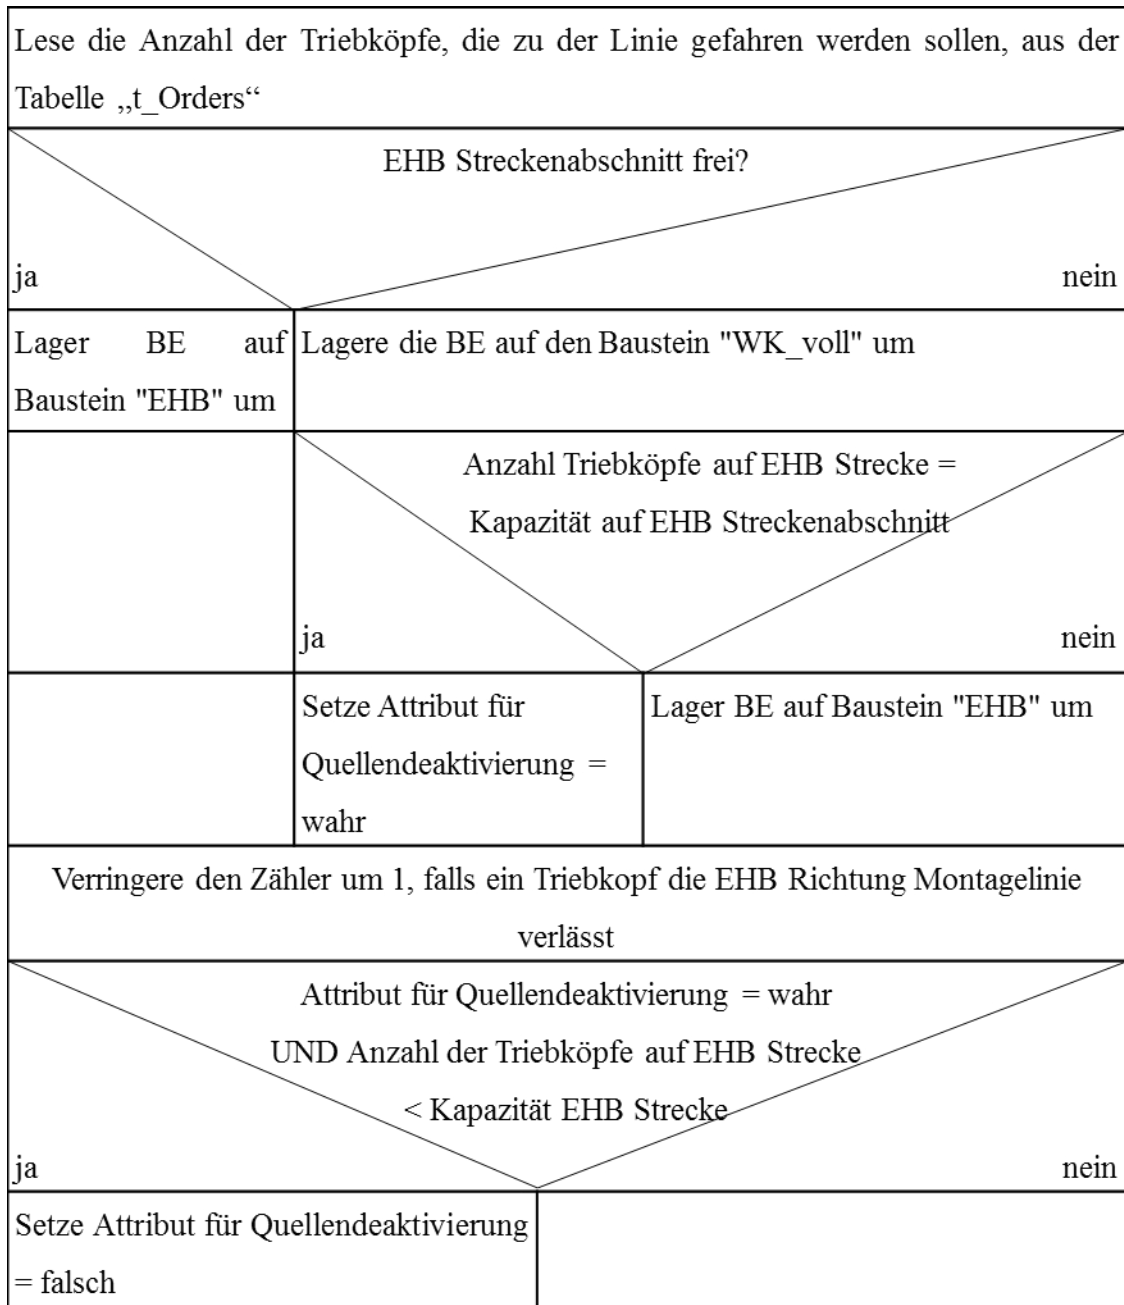 Lese die Anzahl der Triebköpfe, die zu der Linie gefahren werden sollen, aus der
Tabelle „t_Orders“
EHB Streckenabschnitt frei?
ja
nein
Lager BE auf
Baustein "EHB" um
Lagere die BE auf den Baustein "WK_voll" um
Anzahl Triebköpfe auf EHB Strecke =
Kapazität auf EHB Streckenabschnitt
ja
nein
Setze Attribut für
Quellendeaktivierung =
wahr
Lager BE auf Baustein "EHB" um
Verringere den Zähler um 1, falls ein Triebkopf die EHB Richtung Montagelinie
verlässt
Attribut für Quellendeaktivierung = wahr
UND Anzahl der Triebköpfe auf EHB Strecke
< Kapazität EHB Strecke
ja
nein
Setze Attribut für Quellendeaktivierung
= falsch